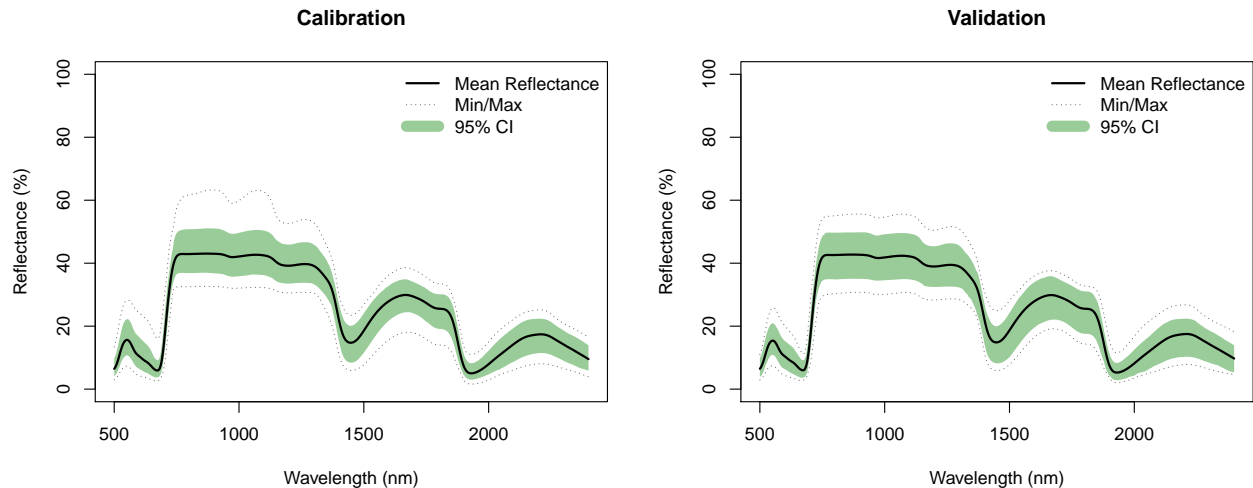 Calibration
Reflectance (%)
100
80
60
40
20
0
Mean Reflectance
Min/Max
95% CI
500
1000
1500
2000
Wavelength (nm)
Validation
Reflectance (%)
100
80
60
40
20
0
Mean Reflectance
Min/Max
95% CI
500
1000
1500
2000
Wavelength (nm)